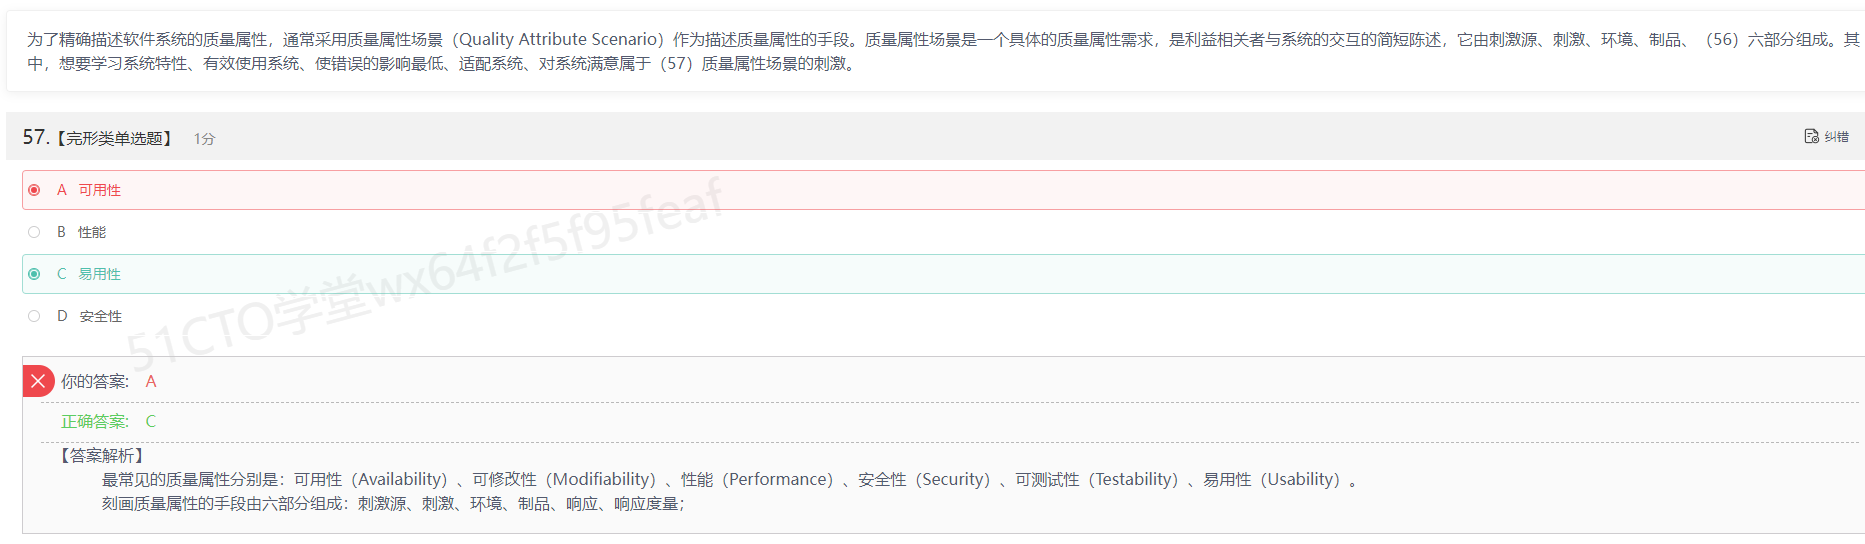 为了精确描述软件系统的质量属性，通常采用质量属性场景（Quality Attribute Scenario）作为描述质量属性的手段。质量属性场景是一个具体的质量属性需求，是利益相关者与系统的交互的简短陈述，它由刺激源、刺激、环境、制品、（56）六部分组成。其
中，想要学习系统特性、有效使用系统、使错误的影响最低、适配系统、对系统满意属于（57）质量属性场景的刺激。
57.【完形类单选题】 1分 纠错
A 可用性
B 性能
C 易用性
D 安全性
51CTO学堂wx64f2f5f95feaf
你的答案: A
正确答案: C
【答案解析】
最常见的质量属性分别是：可用性（Availability）、可修改性（Modifiability）、性能（Performance）、安全性（Security）、可测试性（Testability）、易用性（Usability）。
刻画质量属性的手段由六部分组成：刺激源、刺激、环境、制品、响应、响应度量；